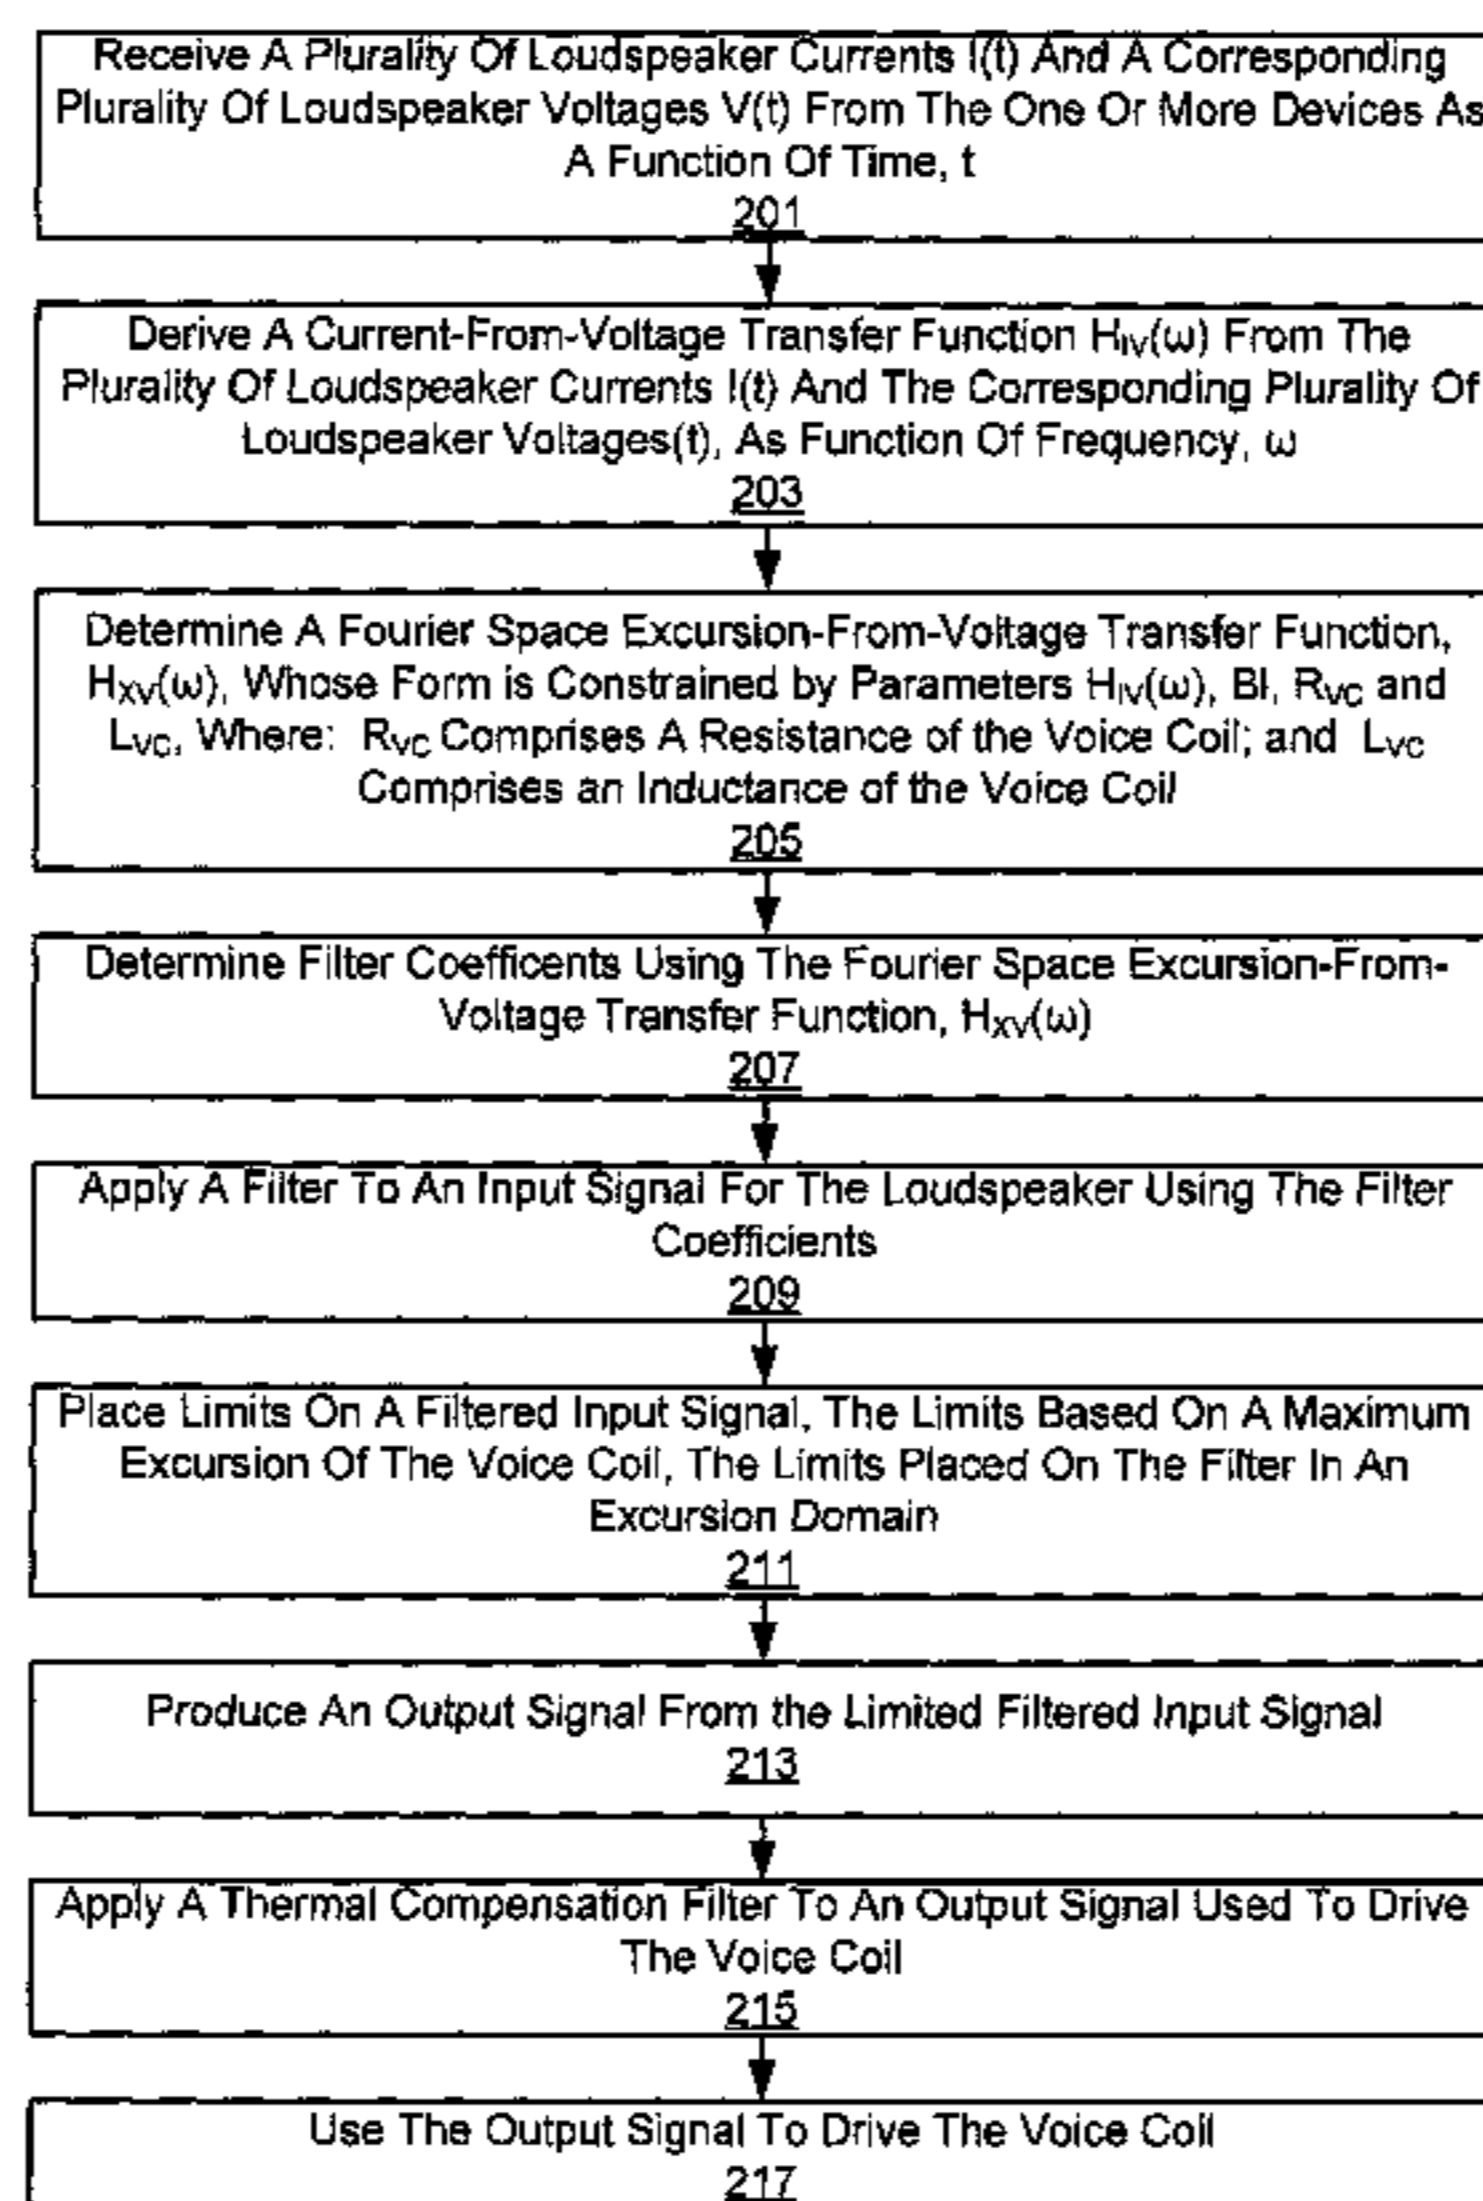 Receive A Plurality Of Loudspeaker Currents I(t) And A Corresponding
Plurality Of Loudspeaker Voltages V(t) From The One Or More Devices As
A Function Of Time, t
201
Derive A Current-From-Voltage Transfer Function HIV(ω) From The
Plurality Of Loudspeaker Currents I(t) And The Corresponding Plurality Of
Loudspeaker Voltages(t), As Function Of Frequency, ω
203
Determine A Fourier Space Excursion-From-Voltage Transfer Function,
HXV(ω), Whose Form is Constrained by Parameters HIV(ω), Bl, RVC and
LVC, Where: RVC Comprises A Resistance of the Voice Coil; and LVC
Comprises an Inductance of the Voice Coil
205
Determine Filter Coefficents Using The Fourier Space Excursion-From-
Voltage Transfer Function, HXV(ω)
207
Apply A Filter To An Input Signal For The Loudspeaker Using The Filter
Coefficients
209
Place Limits On A Filtered Input Signal, The Limits Based On A Maximum
Excursion Of The Voice Coil, The Limits Placed On The Filter In An
Excursion Domain
211
Produce An Output Signal From the Limited Filtered Input Signal
213
Apply A Thermal Compensation Filter To An Output Signal Used To Drive
The Voice Coil
215
Use The Output Signal To Drive The Voice Coil
217